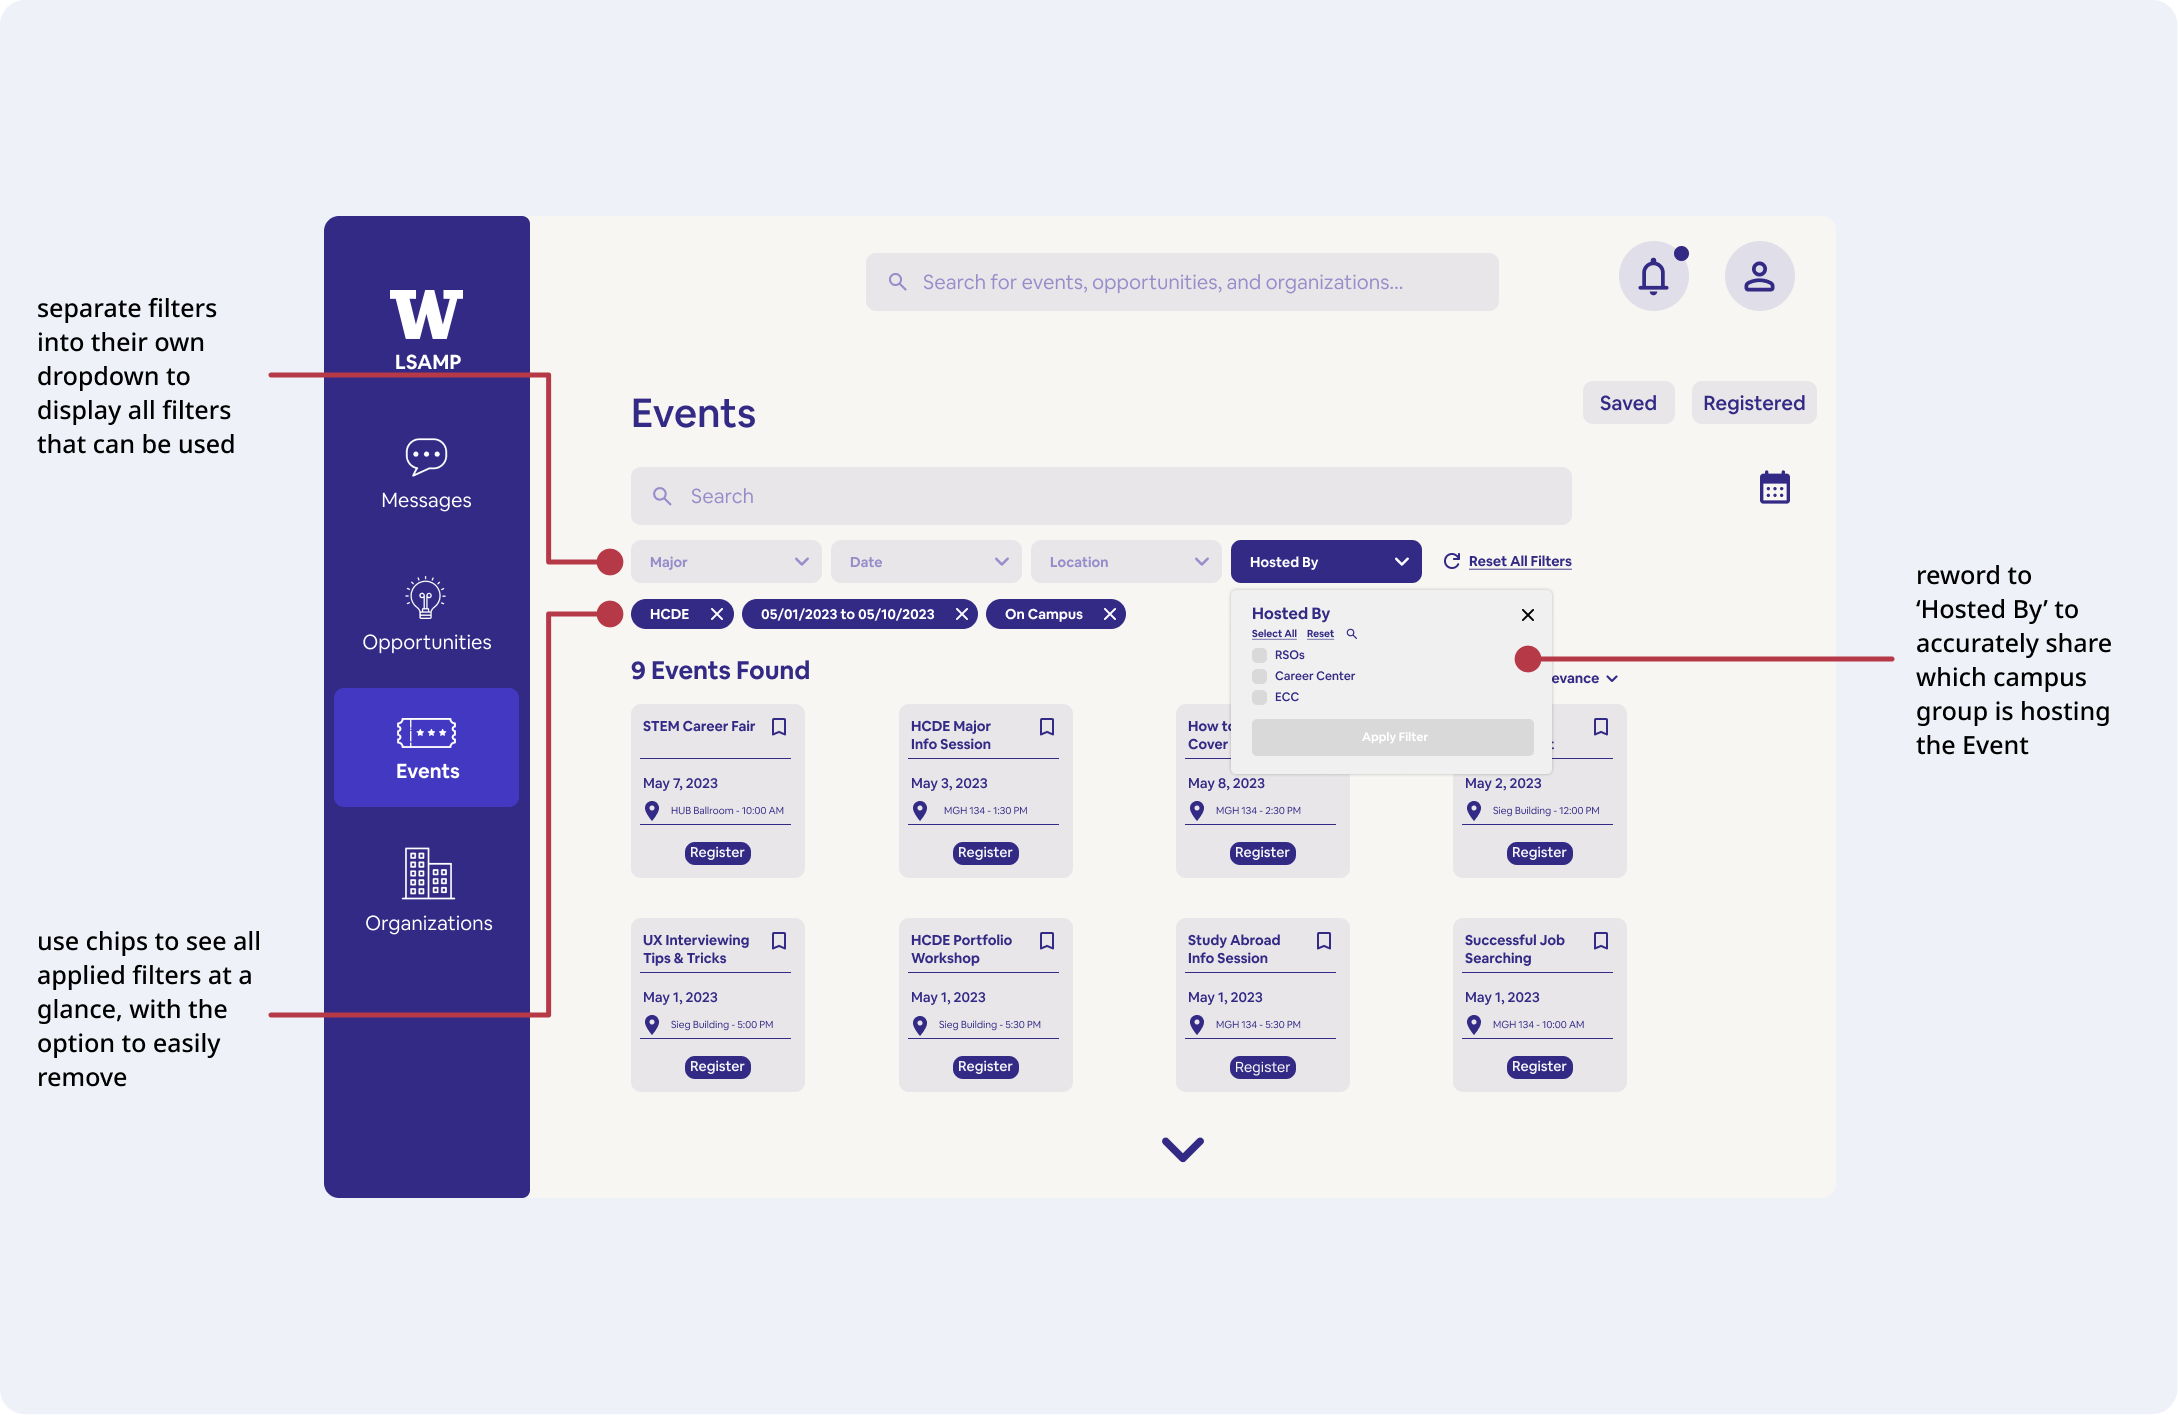 separate filters
into their own
dropdown to
display all filters
that can be used
use chips to see all
applied filters at a
glance, with the
option to easily
remove
W
LSAMP
Messages
Opportunities
Events
Organizations
Search for events, opportunities, and organizations...
Events
Saved
Registered
Search
Major
Date
Location
Hosted By
Reset All Filters
HCDE
05/01/2023 to 05/10/2023
On Campus
Hosted By
Select All Reset
RSOs
Career Center
ECC
Apply Filter
9 Events Found
evance
STEM Career Fair
May 7, 2023
HUB Ballroom - 10:00 AM
Register
HCDE Major
Info Session
May 3, 2023
MGH 134 - 1:30 PM
Register
How to
Cover
May 8, 2023
MGH 134 - 2:30 PM
Register
May 2, 2023
Sieg Building - 12:00 PM
Register
UX Interviewing
Tips & Tricks
May 1, 2023
Sieg Building - 5:00 PM
Register
HCDE Portfolio
Workshop
May 1, 2023
Sieg Building - 5:30 PM
Register
Study Abroad
Info Session
May 1, 2023
MGH 134 - 5:30 PM
Register
Successful Job
Searching
May 1, 2023
MGH 134 - 10:00 AM
Register
reword to
‘Hosted By’ to
accurately share
which campus
group is hosting
the Event